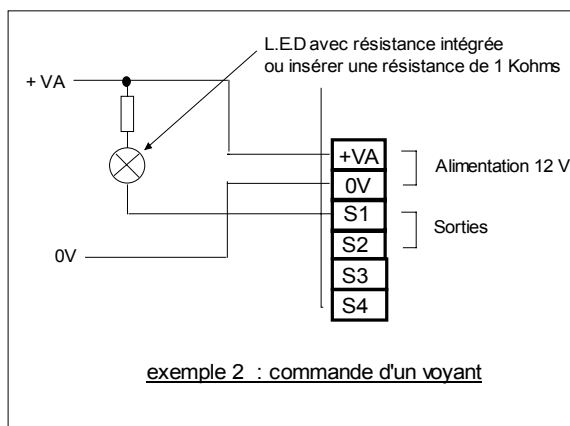 L.E.D avec résistance intégrée
ou insérer une résistance de 1 Kohms
+ VA
+VA
Alimentation 12 V
0V
S1
Sorties
S2
0V
S3
S4
exemple 2 : commande d'un voyant